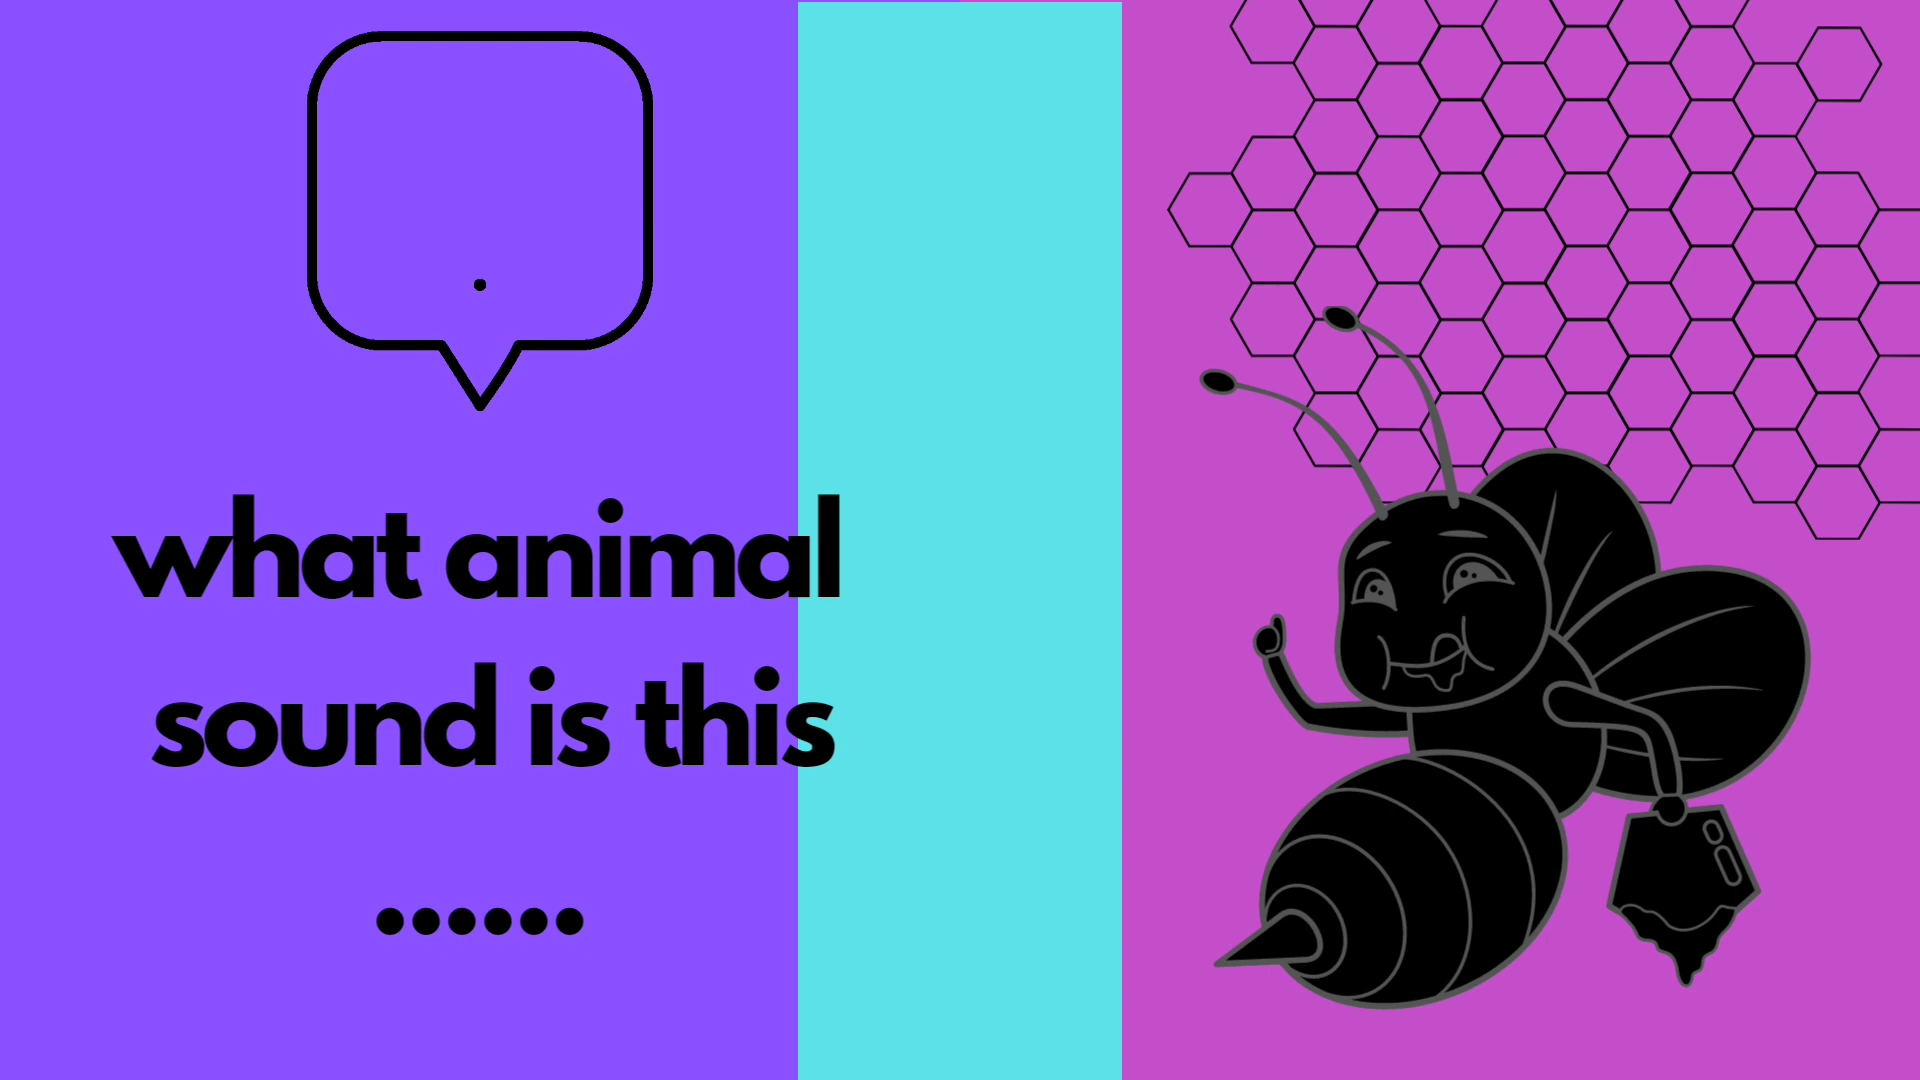 what animal
sound is this
......